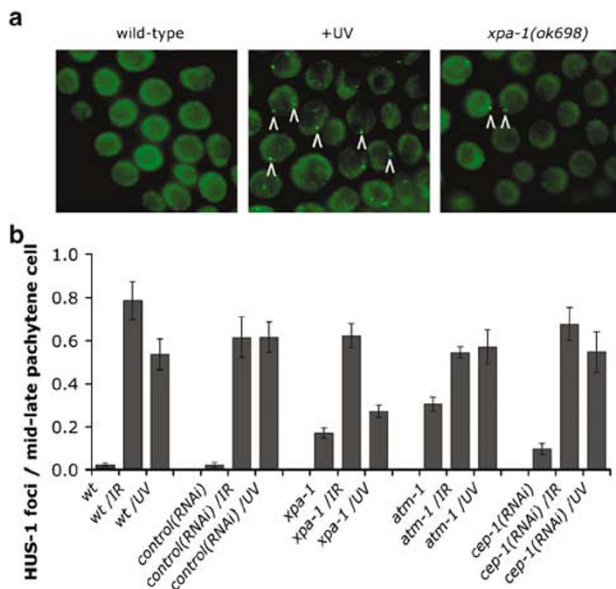 a
wild-type
+UV
xpa-1(ok698)
b
HUS-1 foci / mid-late pachytene cell
1.0
0.8
0.6
0.4
0.2
0.0
wt
wt /IR
wt /UV
control(RNAi)
control(RNAi) /IR
control(RNAi) /UV
xpa-1
xpa-1 /IR
xpa-1 /UV
atm-1
atm-1 /IR
atm-1 /UV
cep-1(RNAi)
cep-1(RNAi) /IR
cep-1(RNAi) /UV